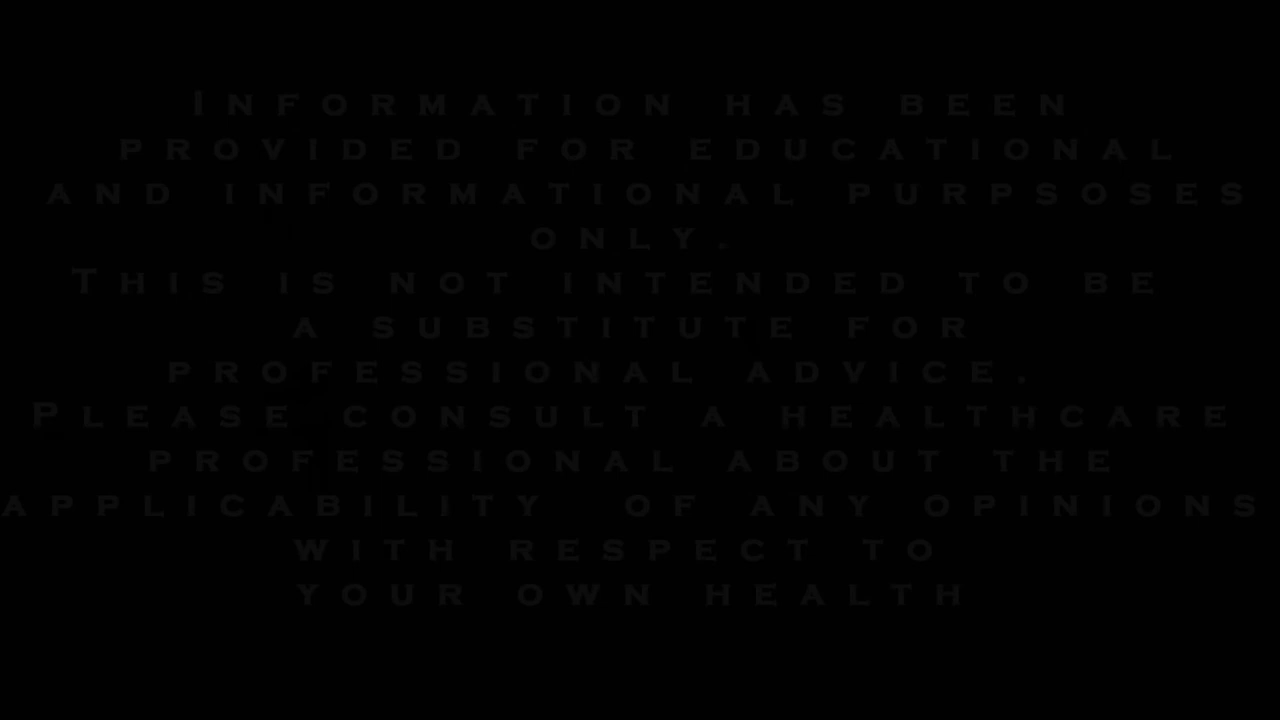 Information has been
provided for educational
and informational purpsoses
only.
This is not intended to be
a substitute for
professional advice.
Please consult a healthcare
professional about the
applicability of any opinions
with respect to
your own health